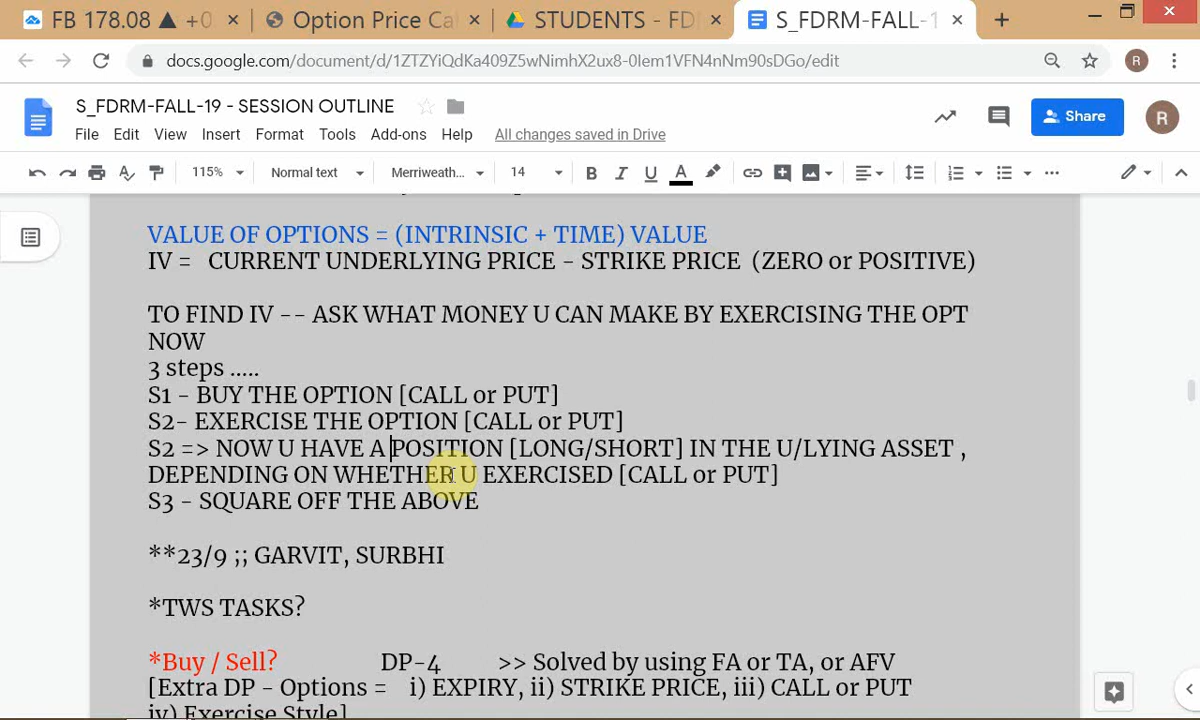 FB 178.08 ▲ +0
Option Price Ca
STUDENTS - FD
S_FDRM-FALL-1
docs.google.com/document/d/1ZTZYiQdKa409Z5wNimhX2ux8-0Iem1VFN4nNm90sDGo/edit
R
S_FDRM-FALL-19 - SESSION OUTLINE
File Edit View Insert Format Tools Add-ons Help All changes saved in Drive
Share
R
115% Normal text Merriweath... 14 B I U A
VALUE OF OPTIONS = (INTRINSIC + TIME) VALUE
IV = CURRENT UNDERLYING PRICE - STRIKE PRICE (ZERO or POSITIVE)
TO FIND IV -- ASK WHAT MONEY U CAN MAKE BY EXERCISING THE OPT
NOW
3 steps .....
S1 - BUY THE OPTION [CALL or PUT]
S2- EXERCISE THE OPTION [CALL or PUT]
S2 => NOW U HAVE A POSITION [LONG/SHORT] IN THE U/LYING ASSET ,
DEPENDING ON WHETHER U EXERCISED [CALL or PUT]
S3 - SQUARE OFF THE ABOVE
**23/9 ;; GARVIT, SURBHI
*TWS TASKS?
*Buy / Sell? DP-4 >> Solved by using FA or TA, or AFV
[Extra DP - Options = i) EXPIRY, ii) STRIKE PRICE, iii) CALL or PUT
iv) Exercise Style]